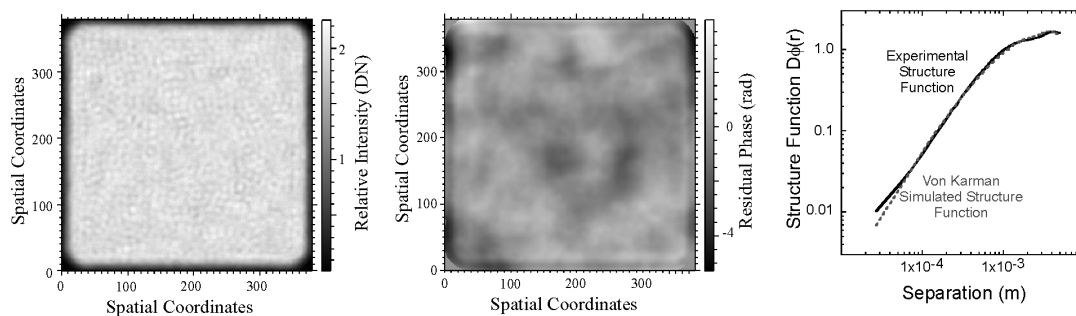 300
200
100
0
0 100 200 300
Spatial Coordinates
Spatial Coordinates
2
1
Relative Intensity (DN)
300
200
100
0
0 100 200 300
Spatial Coordinates
Spatial Coordinates
0
-4
Residual Phase (rad)
Structure Function Dϕ(r)
1.0
0.1
0.01
Experimental
Structure
Function
Von Karman
Simulated Structure
Function
1x10-4 1x10-3
Separation (m)